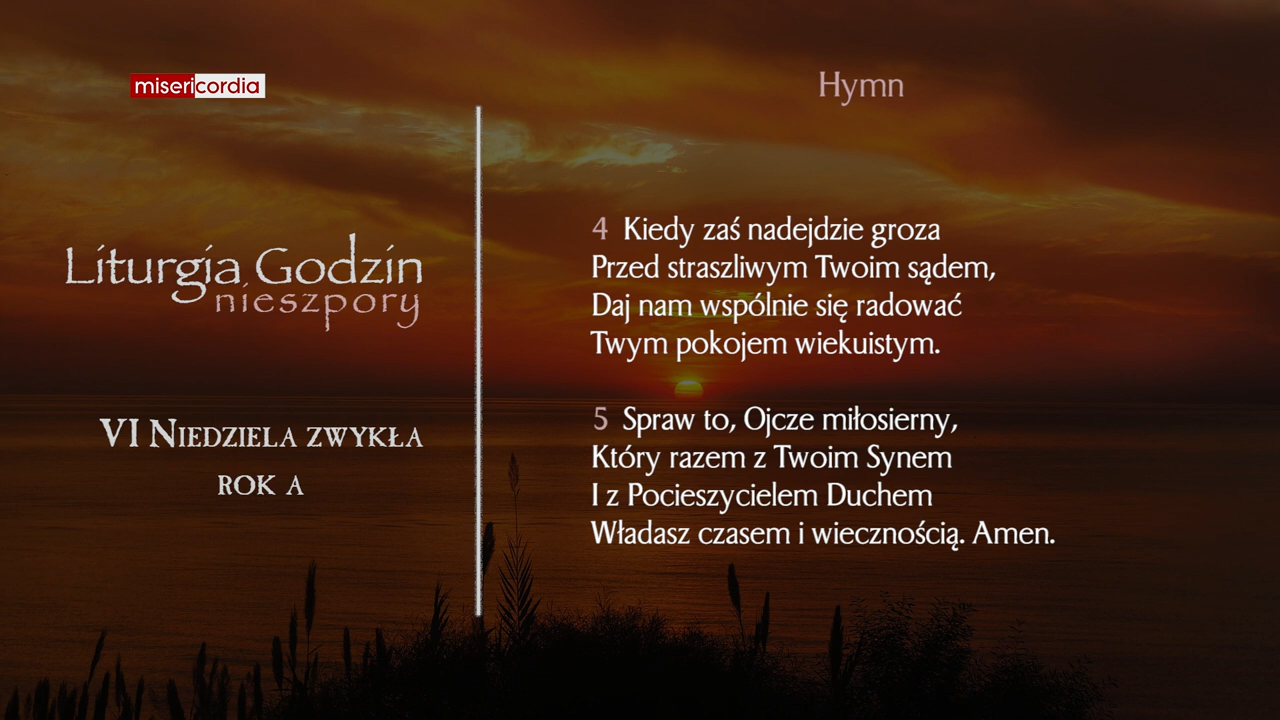 misericordia
Liturgia Godzin
nieszpory
VI Niedziela zwykła
rok A
Hymn
4 Kiedy zaś nadejdzie groza
Przed straszliwym Twoim sądem,
Daj nam wspólnie się radować
Twym pokojem wiekuistym.
5 Spraw to, Ojcze miłosierny,
Który razem z Twoim Synem
I z Pocieszycielem Duchem
Władasz czasem i wiecznością. Amen.